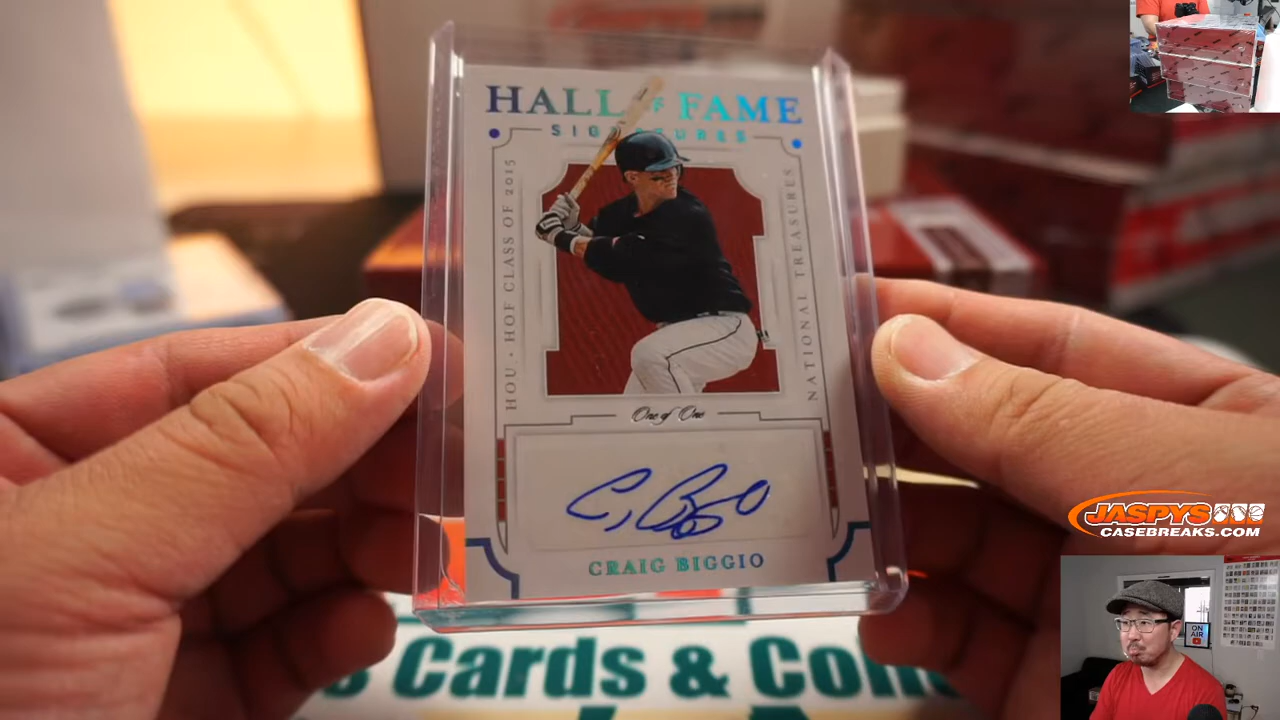 HALL OF FAME
SIGNATURES
HOU • HOF CLASS OF 2015
NATIONAL TREASURES
One of One
CRAIG BIGGIO
Cards &
JASPYS
CASEBREAKS.COM
ON
AIR